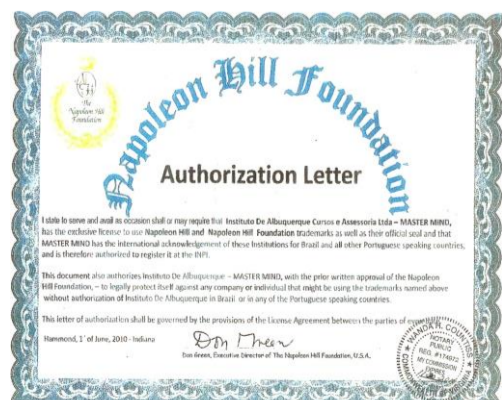 Napoleon Hill Foundation
The
Napoleon Hill
Foundation
Authorization Letter
I state to serve and avail as occasion shall or may require that Instituto De Albuquerque Cursos e Assessoria Ltda – MASTER MIND,
has the exclusive license to use Napoleon Hill and Napoleon Hill Foundation trademarks as well as their official seal and that
MASTER MIND has the international acknowledgement of these Institutions for Brazil and all other Portuguese speaking countries,
and is therefore authorized to register it at the INPI.
This document also authorizes Instituto De Albuquerque – MASTER MIND, with the prior written approval of the Napoleon
Hill Foundation, – to legally protect itself against any company or individual that might be using the trademarks named above
without authorization of Instituto De Albuquerque in Brazil or in any of the Portuguese speaking countries.
This letter of authorization shall be governed by the provisions of the License Agreement between the parties of
Hammond, 1° of June, 2010 - Indiana
Don Green
Don Green, Executive Director of The Napoleon Hill Foundation, U.S.A.
WANDA R. COUNTES
NOTARY
PUBLIC
REG. #174972
MY COMMISSION